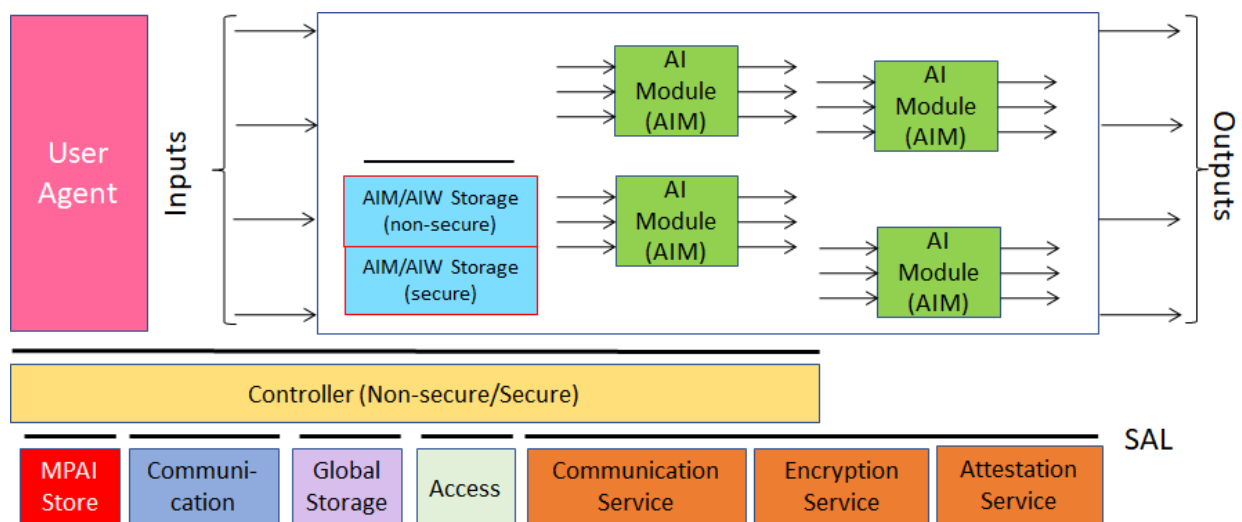 User
Agent
Inputs
AI
Module
(AIM)
AI
Module
(AIM)
AIM/AIW Storage
(non-secure)
AIM/AIW Storage
(secure)
AI
Module
(AIM)
AI
Module
(AIM)
Outputs
Controller (Non-secure/Secure)
SAL
MPAI
Store
Communi-
cation
Global
Storage
Access
Communication
Service
Encryption
Service
Attestation
Service